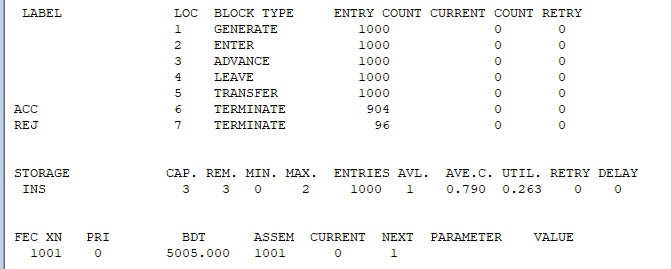 LABEL LOC BLOCK TYPE ENTRY COUNT CURRENT COUNT RETRY
1 GENERATE 1000 0 0
2 ENTER 1000 0 0
3 ADVANCE 1000 0 0
4 LEAVE 1000 0 0
5 TRANSFER 1000 0 0
ACC 6 TERMINATE 904 0 0
REJ 7 TERMINATE 96 0 0
STORAGE CAP. REM. MIN. MAX. ENTRIES AVL. AVE.C. UTIL. RETRY DELAY
INS 3 3 0 2 1000 1 0.790 0.263 0 0
FEC XN PRI BDT ASSEM CURRENT NEXT PARAMETER VALUE
1001 0 5005.000 1001 0 1